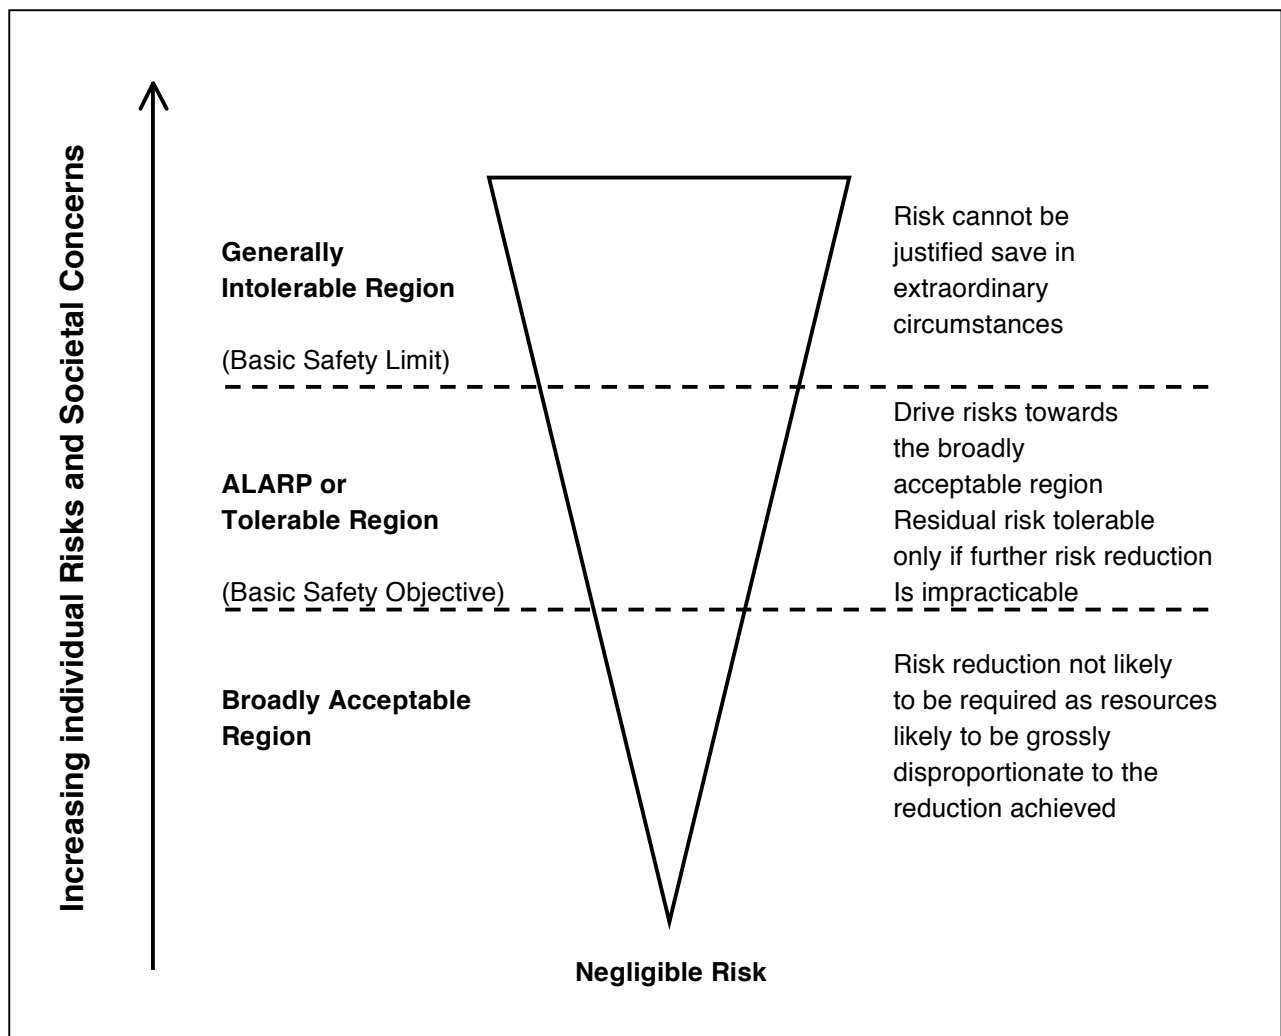 Increasing individual Risks and Societal Concerns
Generally
Intolerable Region
(Basic Safety Limit)
Risk cannot be
justified save in
extraordinary
circumstances
ALARP or
Tolerable Region
(Basic Safety Objective)
Drive risks towards
the broadly
acceptable region
Residual risk tolerable
only if further risk reduction
Is impracticable
Broadly Acceptable
Region
Risk reduction not likely
to be required as resources
likely to be grossly
disproportionate to the
reduction achieved
Negligible Risk